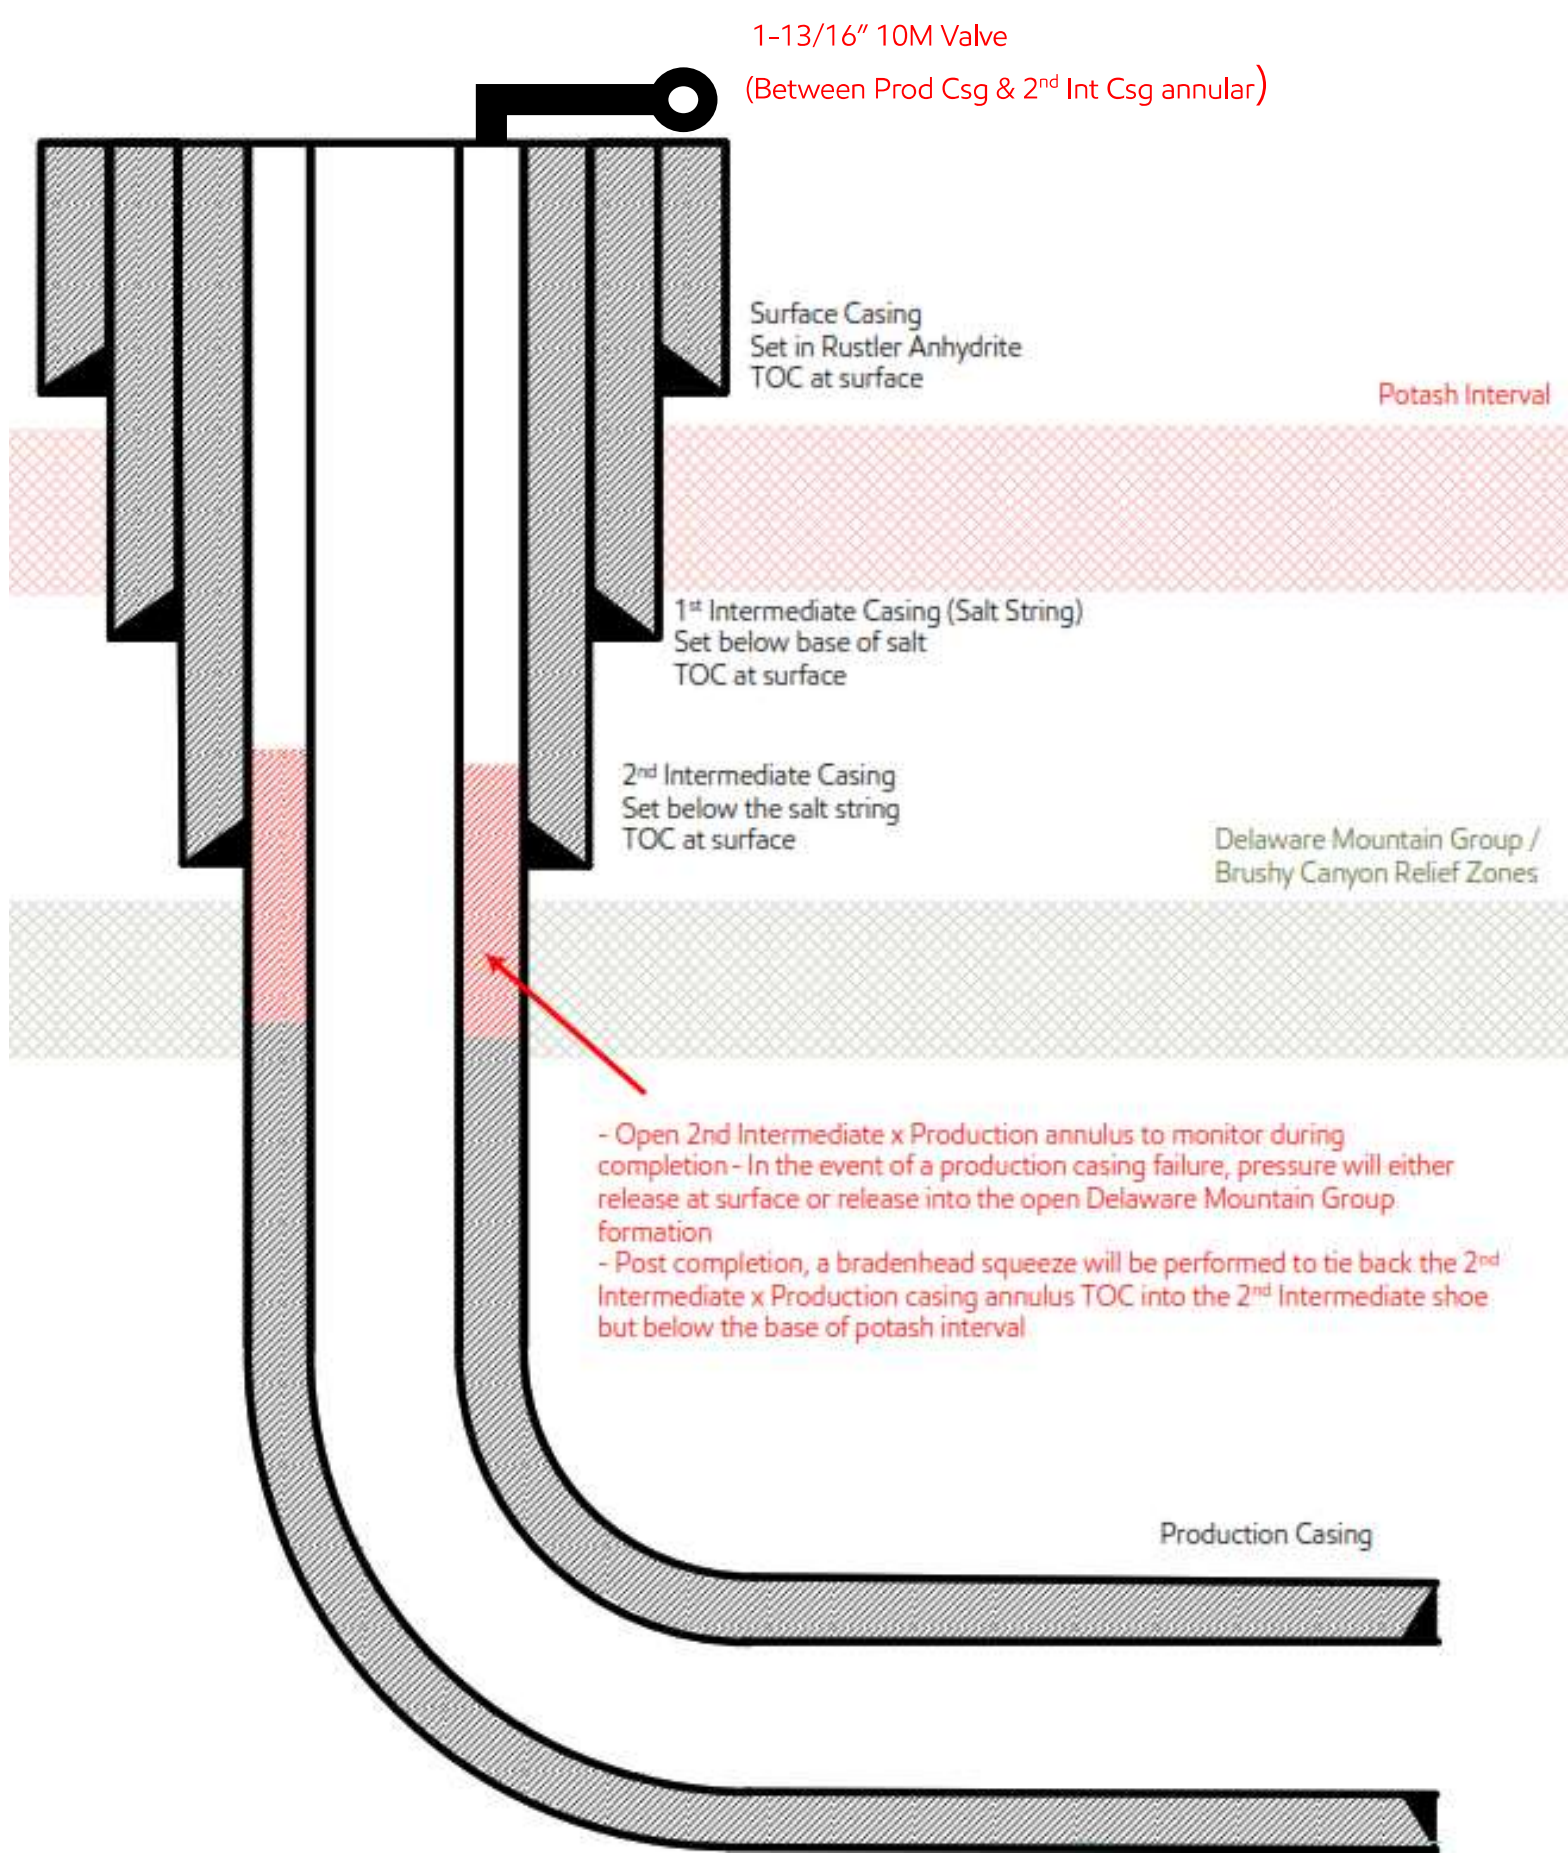 1-13/16" 10M Valve
(Between Prod Csg & 2nd Int Csg annular)
Surface Casing
Set in Rustler Anhydrite
TOC at surface
Potash Interval
1st Intermediate Casing (Salt String)
Set below base of salt
TOC at surface
2nd Intermediate Casing
Set below the salt string
TOC at surface
Delaware Mountain Group /
Brushy Canyon Relief Zones
- Open 2nd Intermediate x Production annulus to monitor during
completion - In the event of a production casing failure, pressure will either
release at surface or release into the open Delaware Mountain Group
formation
- Post completion, a bradenhead squeeze will be performed to tie back the 2nd
Intermediate x Production casing annulus TOC into the 2nd Intermediate shoe
but below the base of potash interval
Production Casing